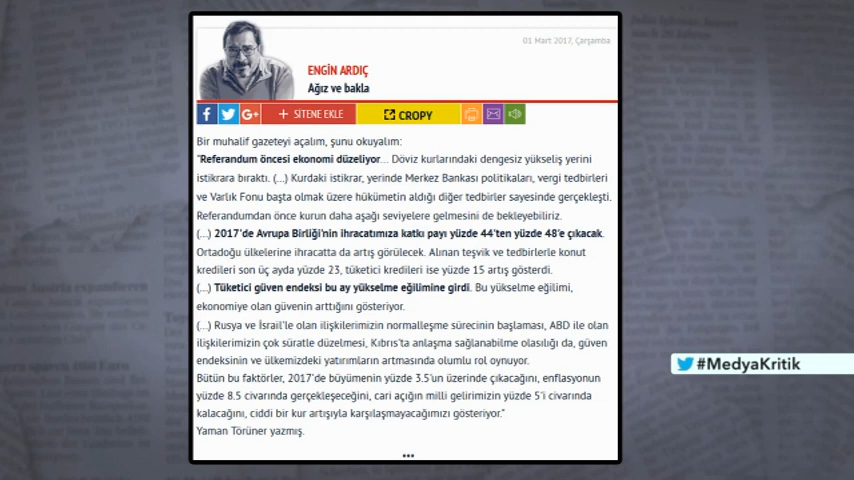 01 Mart 2017, Çarşamba
ENGİN ARDIÇ
Ağız ve bakla
f
G+
+ SİTENE EKLE
CROPY
Bir muhalif gazeteyi açalım, şunu okuyalım:
"Referandum öncesi ekonomi düzeliyor... Döviz kurlarındaki dengesiz yükseliş yerini
istikrara bıraktı. (...) Kurdaki istikrar, yerinde Merkez Bankası politikaları, vergi tedbirleri
ve Varlık Fonu başta olmak üzere hükümetin aldığı diğer tedbirler sayesinde gerçekleşti.
Referandumdan önce kurun daha aşağı seviyelere gelmesini de bekleyebiliriz.
(...) 2017'de Avrupa Birliği'nin ihracatımıza katkı payı yüzde 44'ten yüzde 48'e çıkacak.
Ortadoğu ülkelerine ihracatta da artış görülecek. Alınan teşvik ve tedbirlerle konut
kredileri son üç ayda yüzde 23, tüketici kredileri ise yüzde 15 artış gösterdi.
(...) Tüketici güven endeksi bu ay yükselme eğilimine girdi. Bu yükselme eğilimi,
ekonomiye olan güvenin arttığını gösteriyor.
(...) Rusya ve İsrail'le olan ilişkilerimizin normalleşme sürecinin başlaması, ABD ile olan
ilişkilerimizin çok süratle düzelmesi, Kıbrıs'ta anlaşma sağlanabilme olasılığı da, güven
endeksinin ve ülkemizdeki yatırımların artmasında olumlu rol oynuyor.
Bütün bu faktörler, 2017'de büyümenin yüzde 3.5'un üzerinde çıkacağını, enflasyonun
yüzde 8.5 civarında gerçekleşeceğini, cari açığın milli gelirimizin yüzde 5'i civarında
kalacağını, ciddi bir kur artışıyla karşılaşmayacağımızı gösteriyor."
Yaman Törüner yazmış.
...
#MedyaKritik